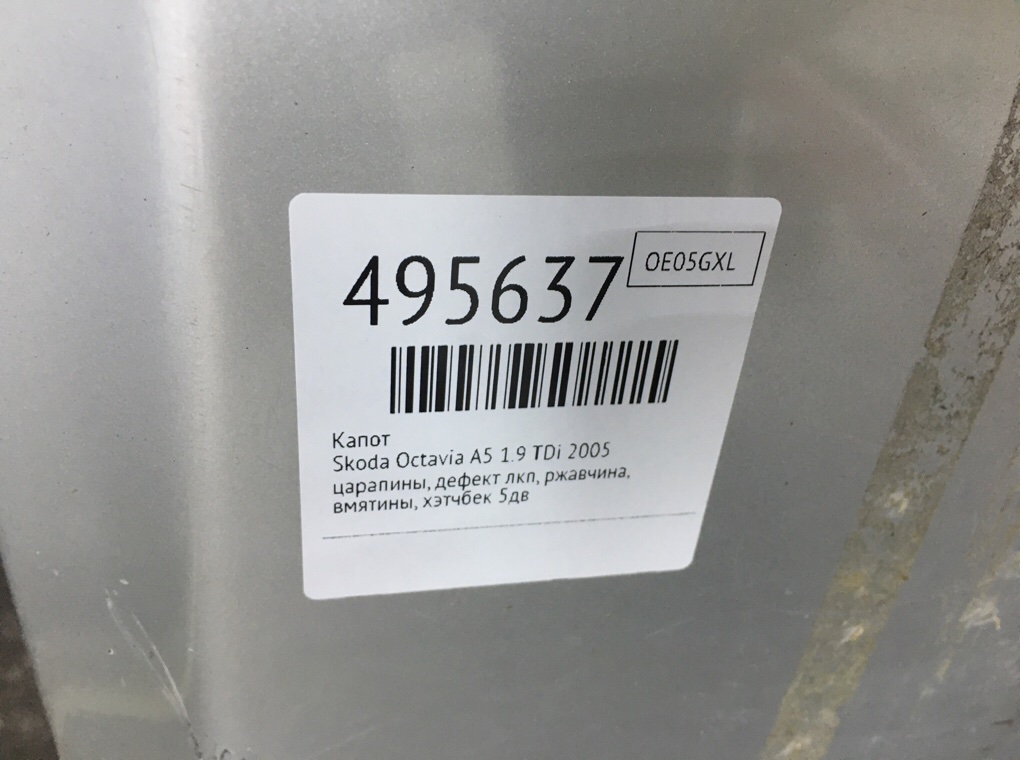 495637
OE05GXL
Капот
Skoda Octavia A5 1.9 TDi 2005
царапины, дефект лкп, ржавчина,
вмятины, хэтчбек 5дв